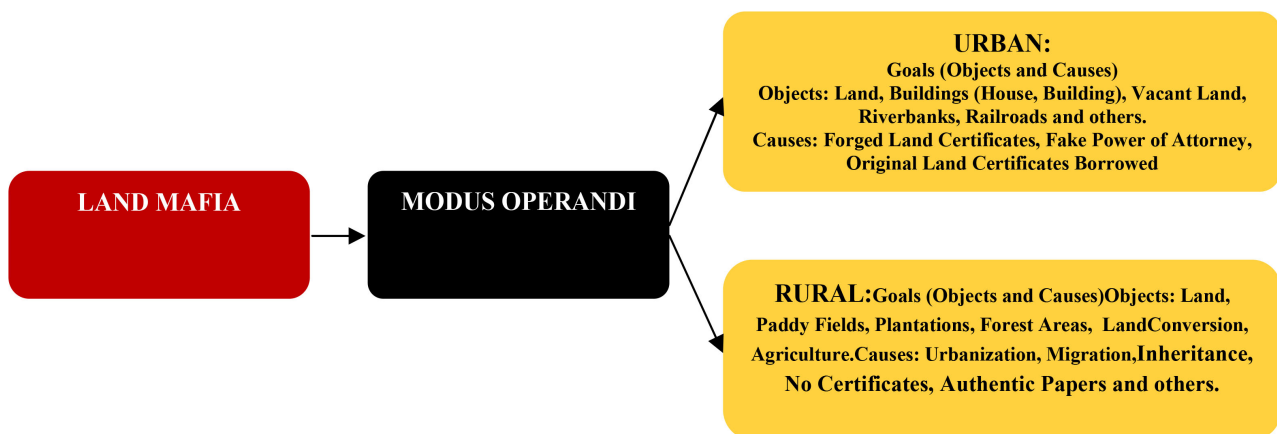 LAND MAFIA
MODUS OPERANDI
URBAN:
Goals (Objects and Causes)
Objects: Land, Buildings (House, Building), Vacant Land,
Riverbanks, Railroads and others.
Causes: Forged Land Certificates, Fake Power of Attorney,
Original Land Certificates Borrowed
RURAL:Goals (Objects and Causes)Objects: Land,
Paddy Fields, Plantations, Forest Areas, LandConversion,
Agriculture.Causes: Urbanization, Migration,Inheritance,
No Certificates, Authentic Papers and others.